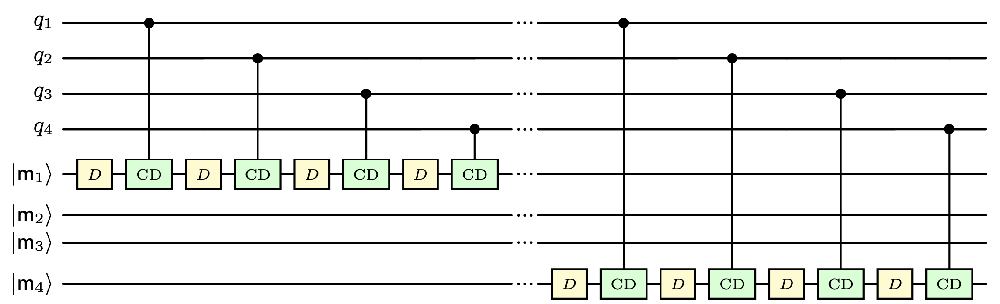 q₁ ···
q₂ ···
q₃ ···
q₄ ···
|m₁⟩ D CD D CD D CD D CD ···
|m₂⟩ ···
|m₃⟩ ···
|m₄⟩ ··· D CD D CD D CD D CD